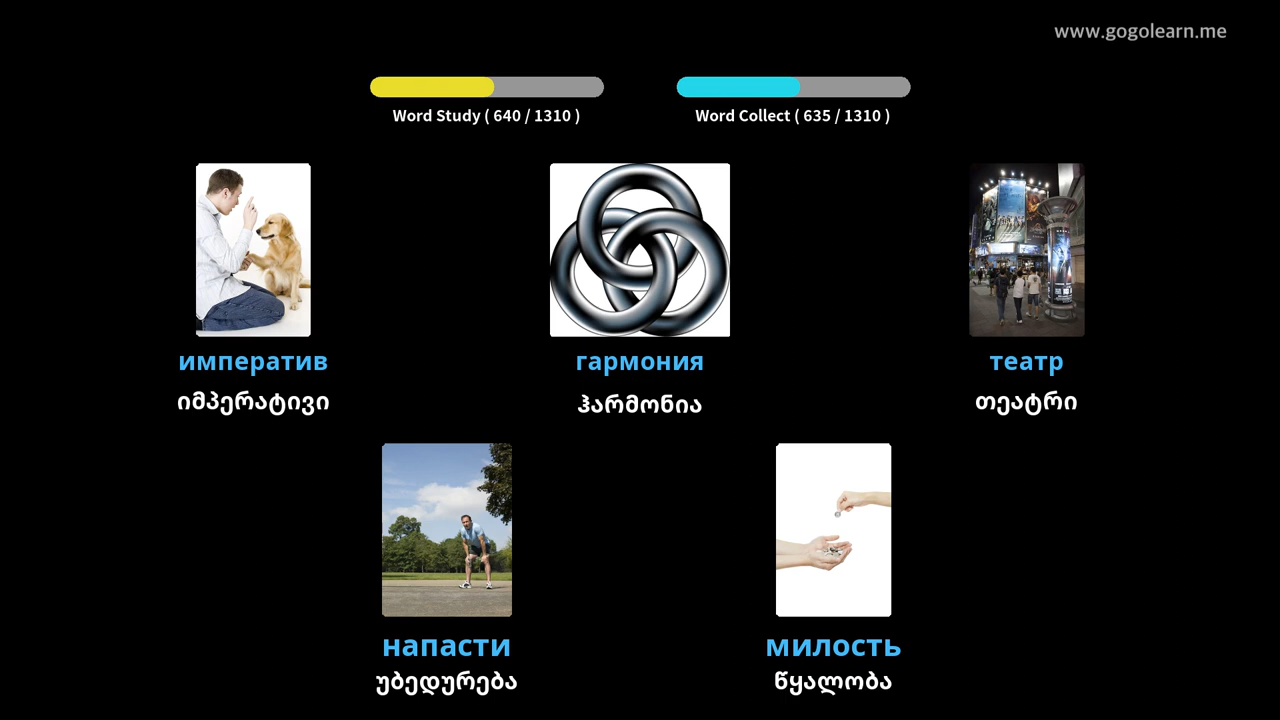 www.gogolearn.me
Word Study ( 640 / 1310 )
Word Collect ( 635 / 1310 )
императив
იმპერატივი
гармония
ჰარმონია
театр
თეატრი
напасти
უბედურება
милость
წყალობა